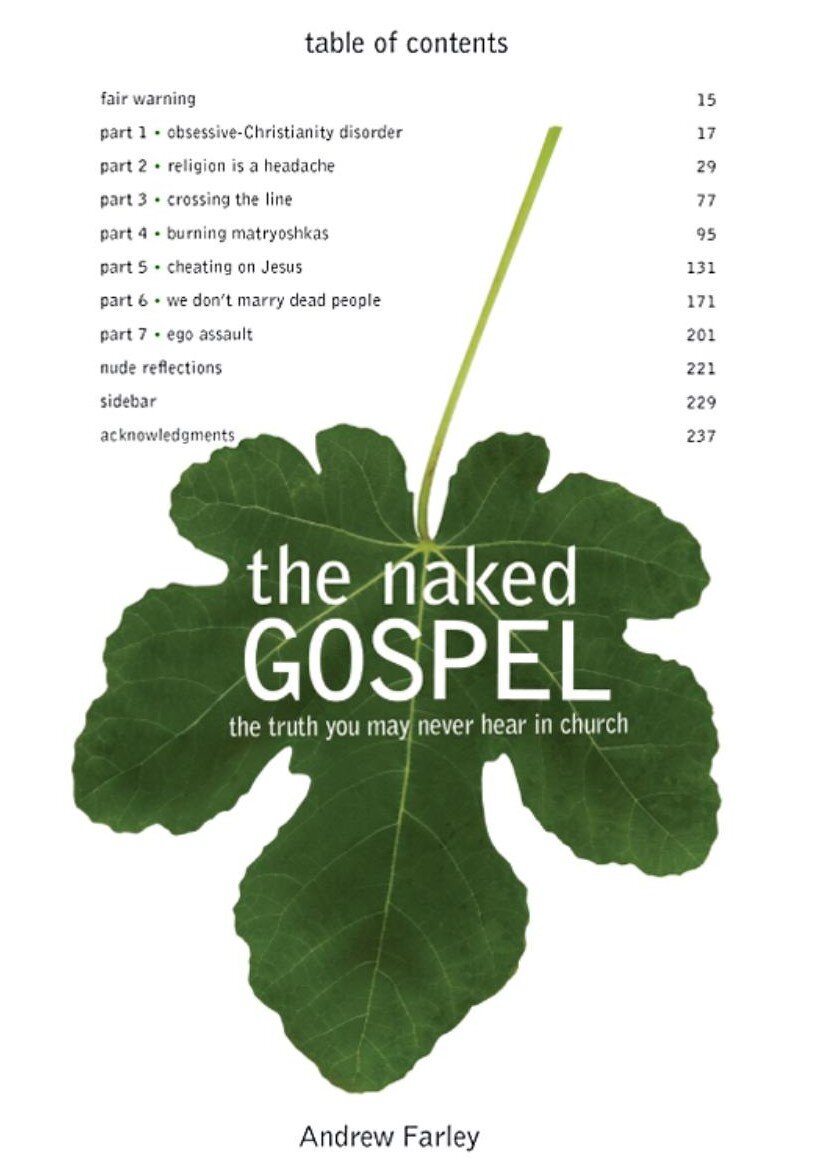 table of contents
fair warning 15
part 1 • obsessive-Christianity disorder 17
part 2 • religion is a headache 29
part 3 • crossing the line 77
part 4 • burning matryoshkas 95
part 5 • cheating on Jesus 131
part 6 • we don't marry dead people 171
part 7 • ego assault 201
nude reflections 221
sidebar 229
acknowledgments 237
the naked
GOSPEL
the truth you may never hear in church
Andrew Farley